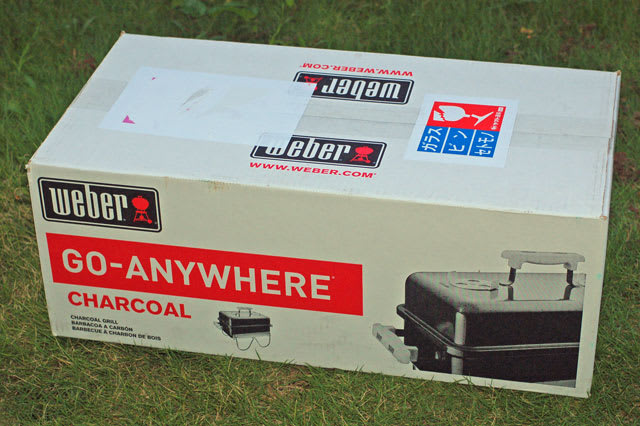 WWW.WEBER.COM
weber
weber
WWW.WEBER.COM
ガラス
ビン
セトモノ
weber
GO-ANYWHERE
CHARCOAL
CHARCOAL GRILL
BARBACOA A CARBÓN
BARBECUE À CHARBON DE BOIS